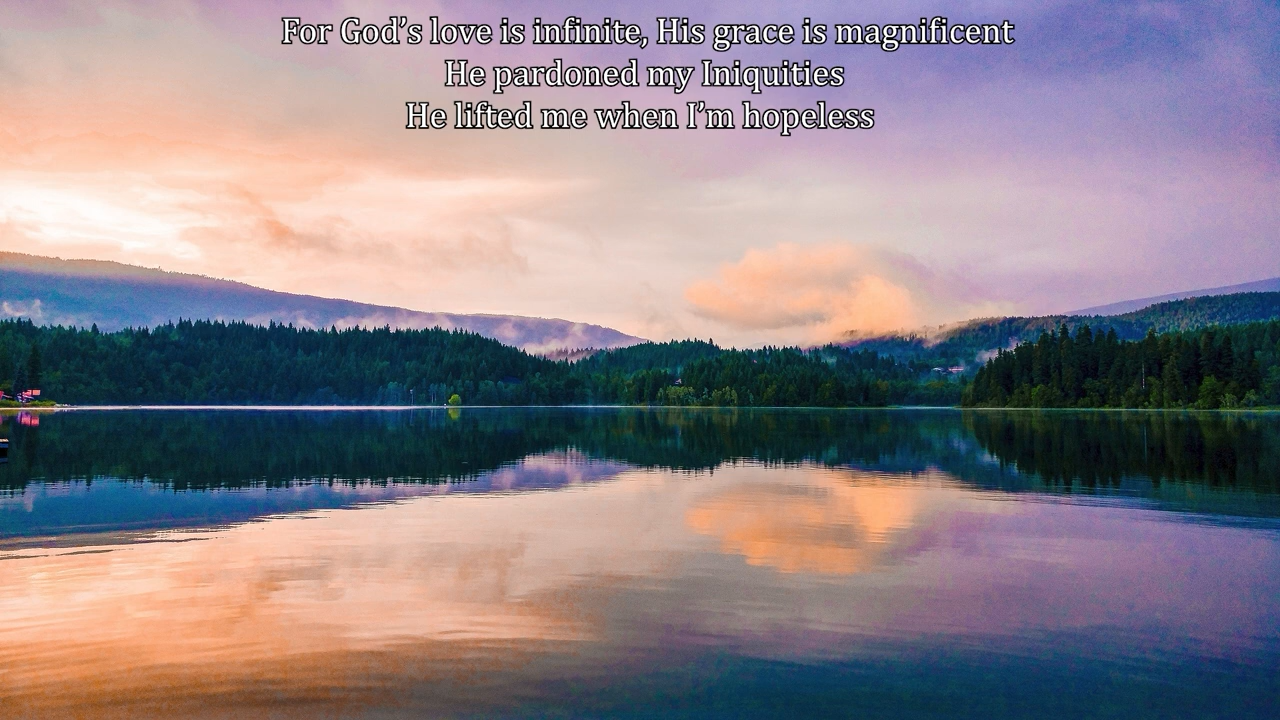 For God’s love is infinite, His grace is magnificent
He pardoned my Iniquities
He lifted me when I’m hopeless